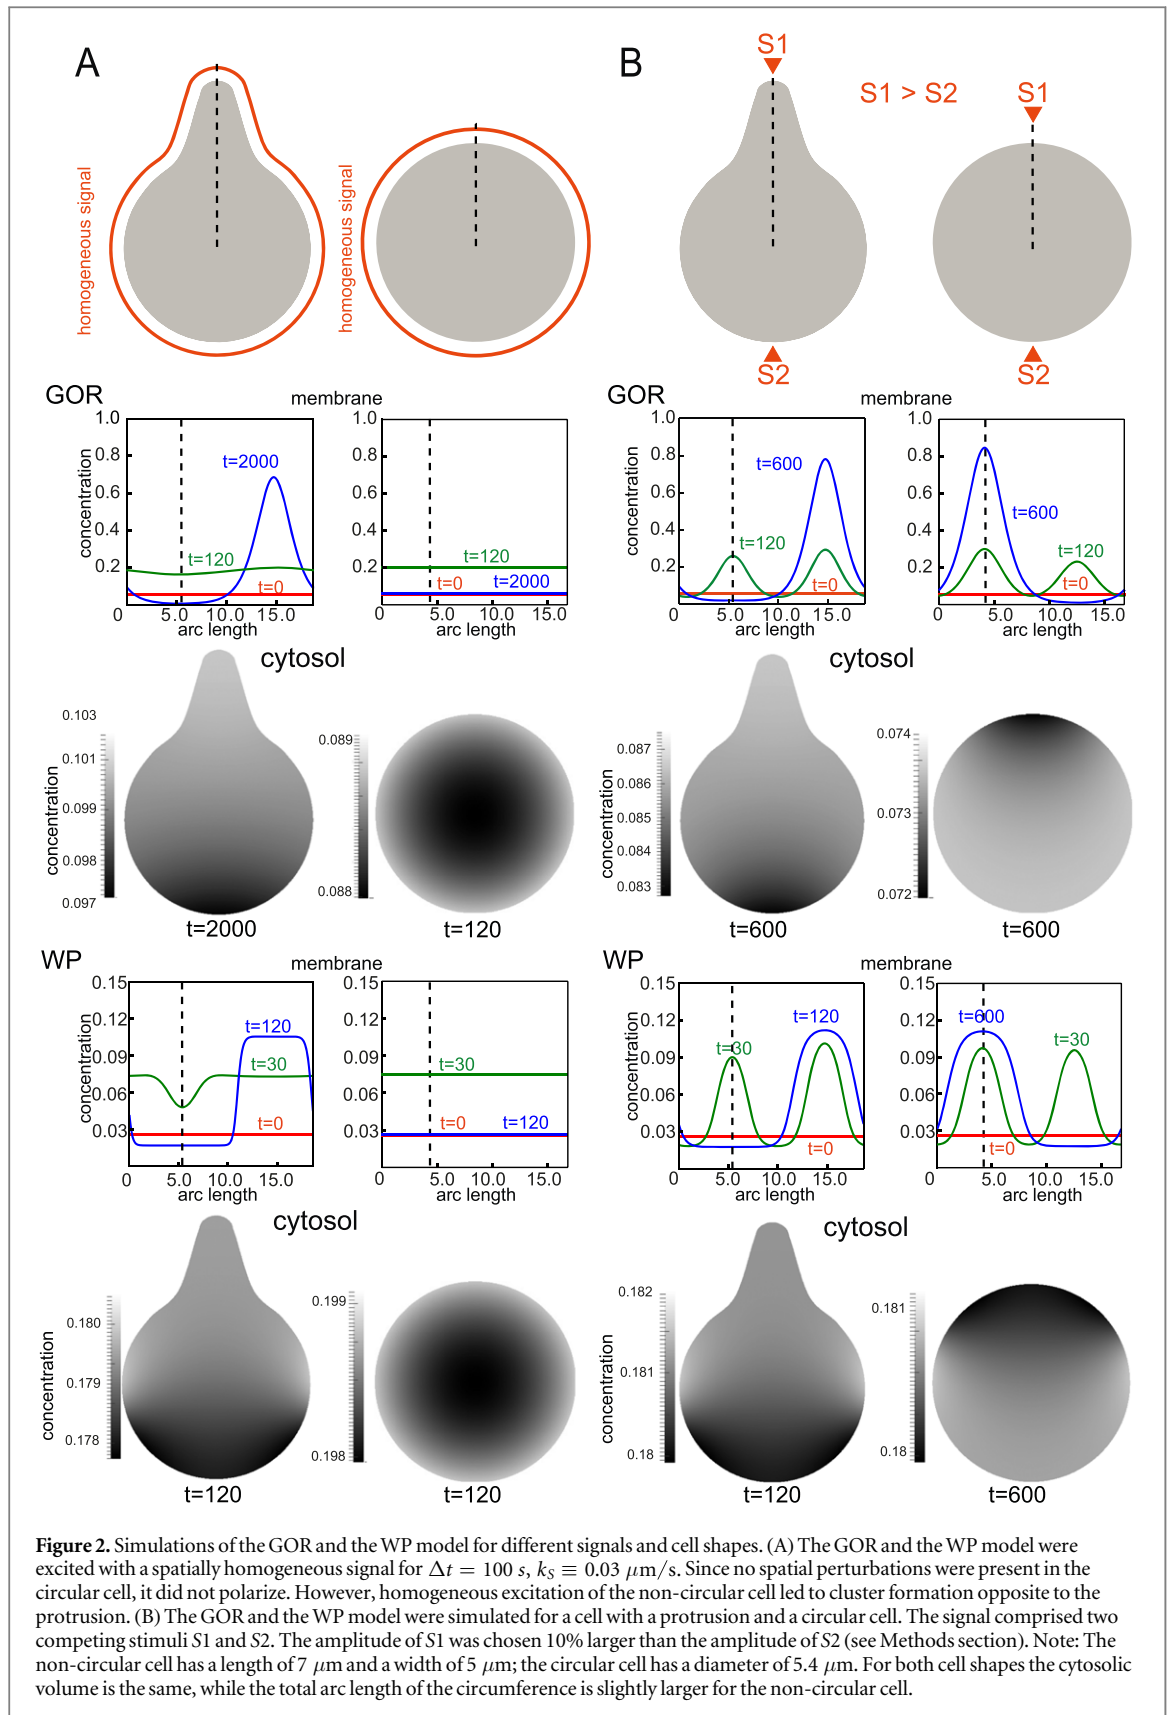 A
homogeneous signal
homogeneous signal
B
S1
S1 > S2
S1
S2
S2
GOR
membrane
concentration
1.0
0.8
0.6
0.4
0.2
t=2000
t=120
t=0
0
5.0
10.0
15.0
arc length
1.0
0.8
0.6
0.4
0.2
t=120
t=0
t=2000
0
5.0
10.0
15.0
arc length
cytosol
concentration
0.103
0.101
0.099
0.098
0.097
t=2000
0.089
0.088
t=120
GOR
membrane
concentration
1.0
0.8
0.6
0.4
0.2
t=600
t=120
t=0
0
5.0
10.0
15.0
arc length
1.0
0.8
0.6
0.4
0.2
t=600
t=120
t=0
0
5.0
10.0
15.0
arc length
cytosol
concentration
0.087
0.086
0.085
0.084
0.083
t=600
0.074
0.073
0.072
t=600
WP
membrane
concentration
0.15
0.12
0.09
0.06
0.03
t=120
t=30
t=0
0
5.0
10.0
15.0
arc length
0.15
0.12
0.09
0.06
0.03
t=30
t=0
t=120
0
5.0
10.0
15.0
arc length
cytosol
concentration
0.180
0.179
0.178
t=120
0.199
0.198
t=120
WP
membrane
concentration
0.15
0.12
0.09
0.06
0.03
t=120
t=30
t=0
0
5.0
10.0
15.0
arc length
0.15
0.12
0.09
0.06
0.03
t=600
t=30
t=0
0
5.0
10.0
15.0
arc length
cytosol
concentration
0.182
0.181
0.18
t=120
0.181
0.18
t=600
Figure 2. Simulations of the GOR and the WP model for different signals and cell shapes. (A) The GOR and the WP model were
excited with a spatially homogeneous signal for Δt = 100 s, k_S ≡ 0.03 μm/s. Since no spatial perturbations were present in the
circular cell, it did not polarize. However, homogeneous excitation of the non-circular cell led to cluster formation opposite to the
protrusion. (B) The GOR and the WP model were simulated for a cell with a protrusion and a circular cell. The signal comprised two
competing stimuli S1 and S2. The amplitude of S1 was chosen 10% larger than the amplitude of S2 (see Methods section). Note: The
non-circular cell has a length of 7 μm and a width of 5 μm; the circular cell has a diameter of 5.4 μm. For both cell shapes the cytosolic
volume is the same, while the total arc length of the circumference is slightly larger for the non-circular cell.